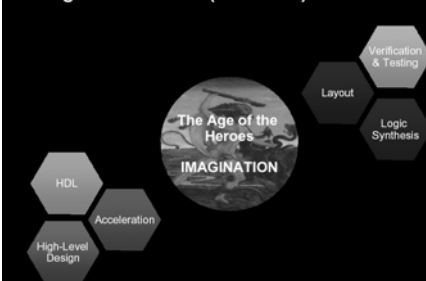 Verification
& Testing
Layout
Logic
Synthesis
The Age of the
Heroes
IMAGINATION
HDL
Acceleration
High-Level
Design